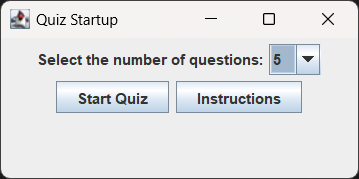 Quiz Startup
Select the number of questions: 5
Start Quiz Instructions